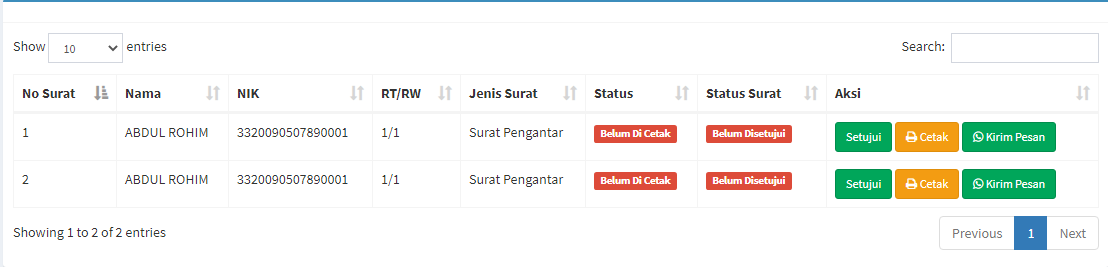 Show 10 entries Search:
No Surat Nama NIK RT/RW Jenis Surat Status Status Surat Aksi
1 ABDUL ROHIM 3320090507890001 1/1 Surat Pengantar Belum Di Cetak Belum Disetujui Setujui Cetak Kirim Pesan
2 ABDUL ROHIM 3320090507890001 1/1 Surat Pengantar Belum Di Cetak Belum Disetujui Setujui Cetak Kirim Pesan
Showing 1 to 2 of 2 entries Previous 1 Next